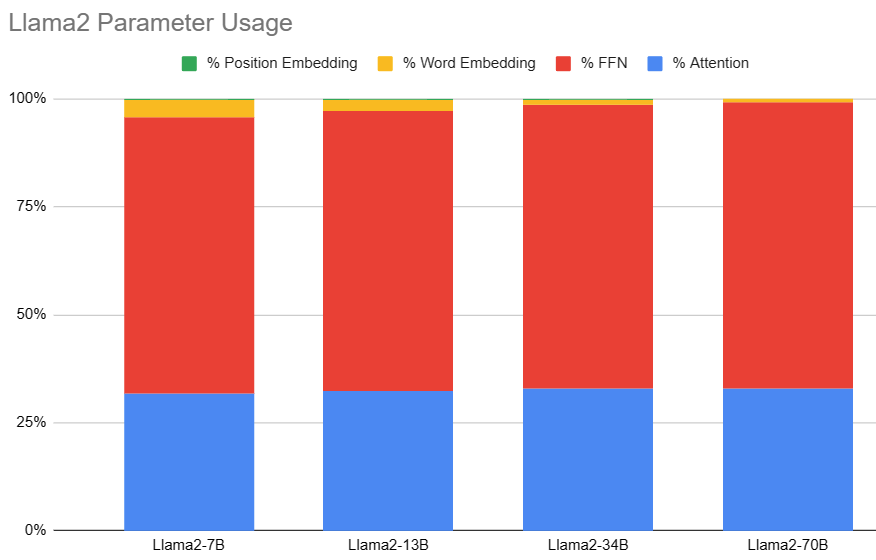 Llama2 Parameter Usage
% Position Embedding % Word Embedding % FFN % Attention
100%
75%
50%
25%
0%
Llama2-7B Llama2-13B Llama2-34B Llama2-70B